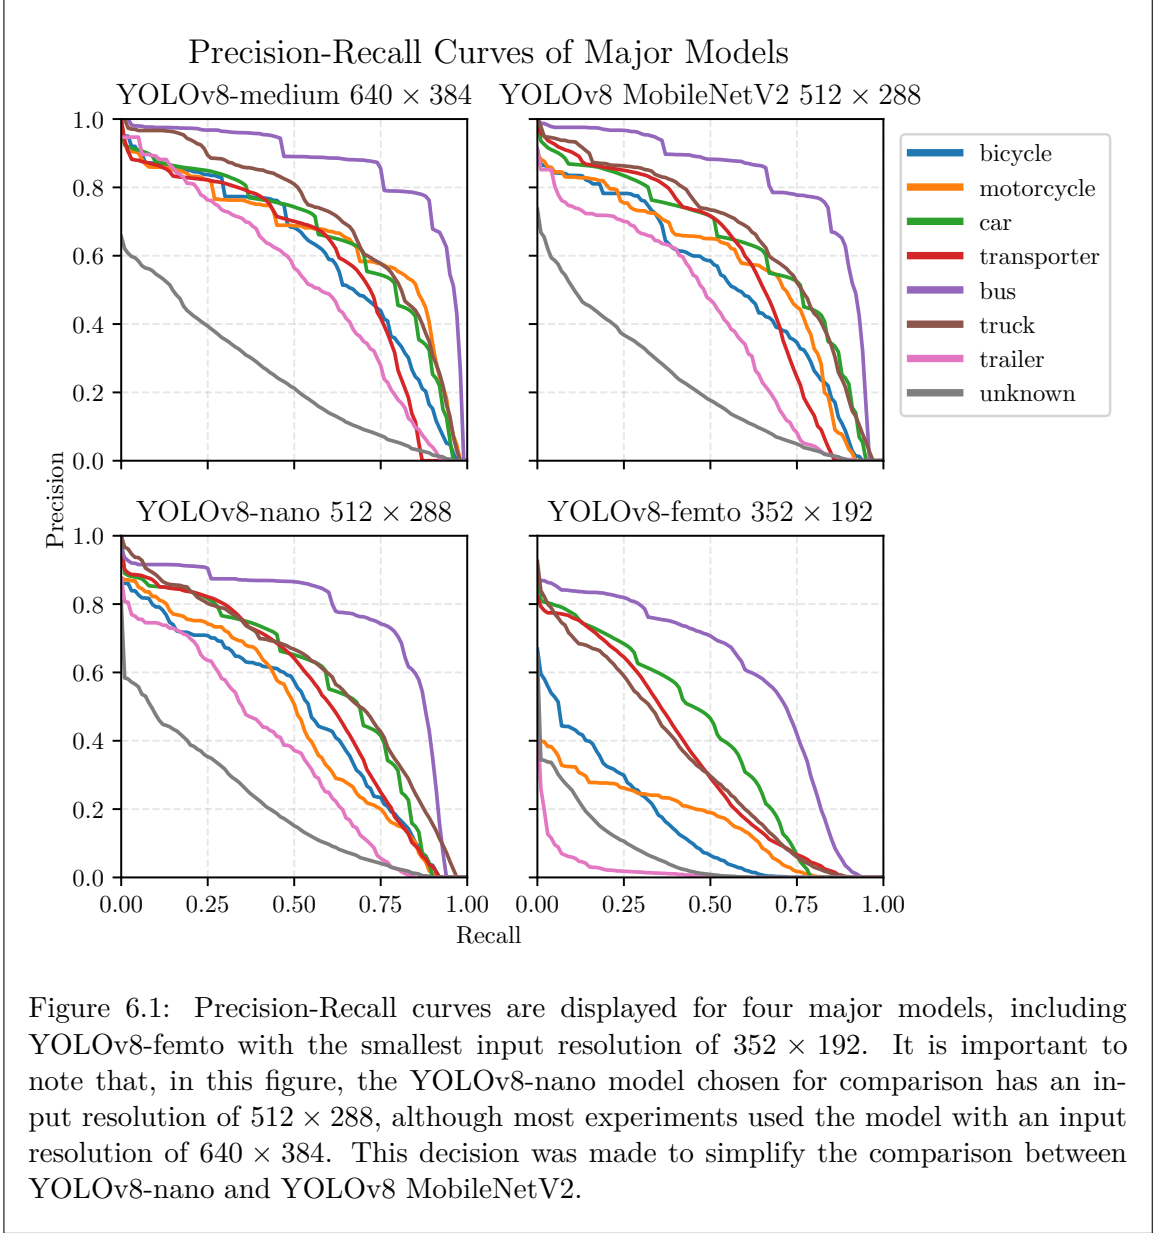 Precision-Recall Curves of Major Models
YOLOv8-medium 640 × 384
YOLOv8 MobileNetV2 512 × 288
1.0
0.8
0.6
0.4
0.2
0.0
bicycle
motorcycle
car
transporter
bus
truck
trailer
unknown
Precision
YOLOv8-nano 512 × 288
YOLOv8-femto 352 × 192
1.0
0.8
0.6
0.4
0.2
0.0
0.00 0.25 0.50 0.75 1.00
0.00 0.25 0.50 0.75 1.00
Recall
Figure 6.1: Precision-Recall curves are displayed for four major models, including
YOLOv8-femto with the smallest input resolution of 352 × 192. It is important to
note that, in this figure, the YOLOv8-nano model chosen for comparison has an in-
put resolution of 512 × 288, although most experiments used the model with an input
resolution of 640 × 384. This decision was made to simplify the comparison between
YOLOv8-nano and YOLOv8 MobileNetV2.